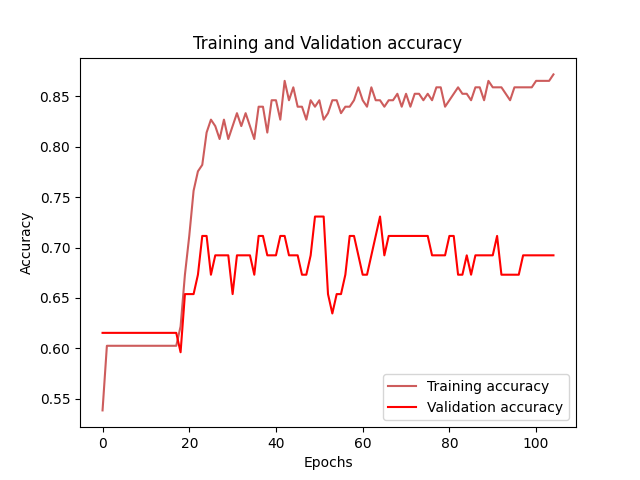 Training and Validation accuracy
Accuracy
0.85
0.80
0.75
0.70
0.65
0.60
0.55
0 20 40 60 80 100
Epochs
Training accuracy
Validation accuracy